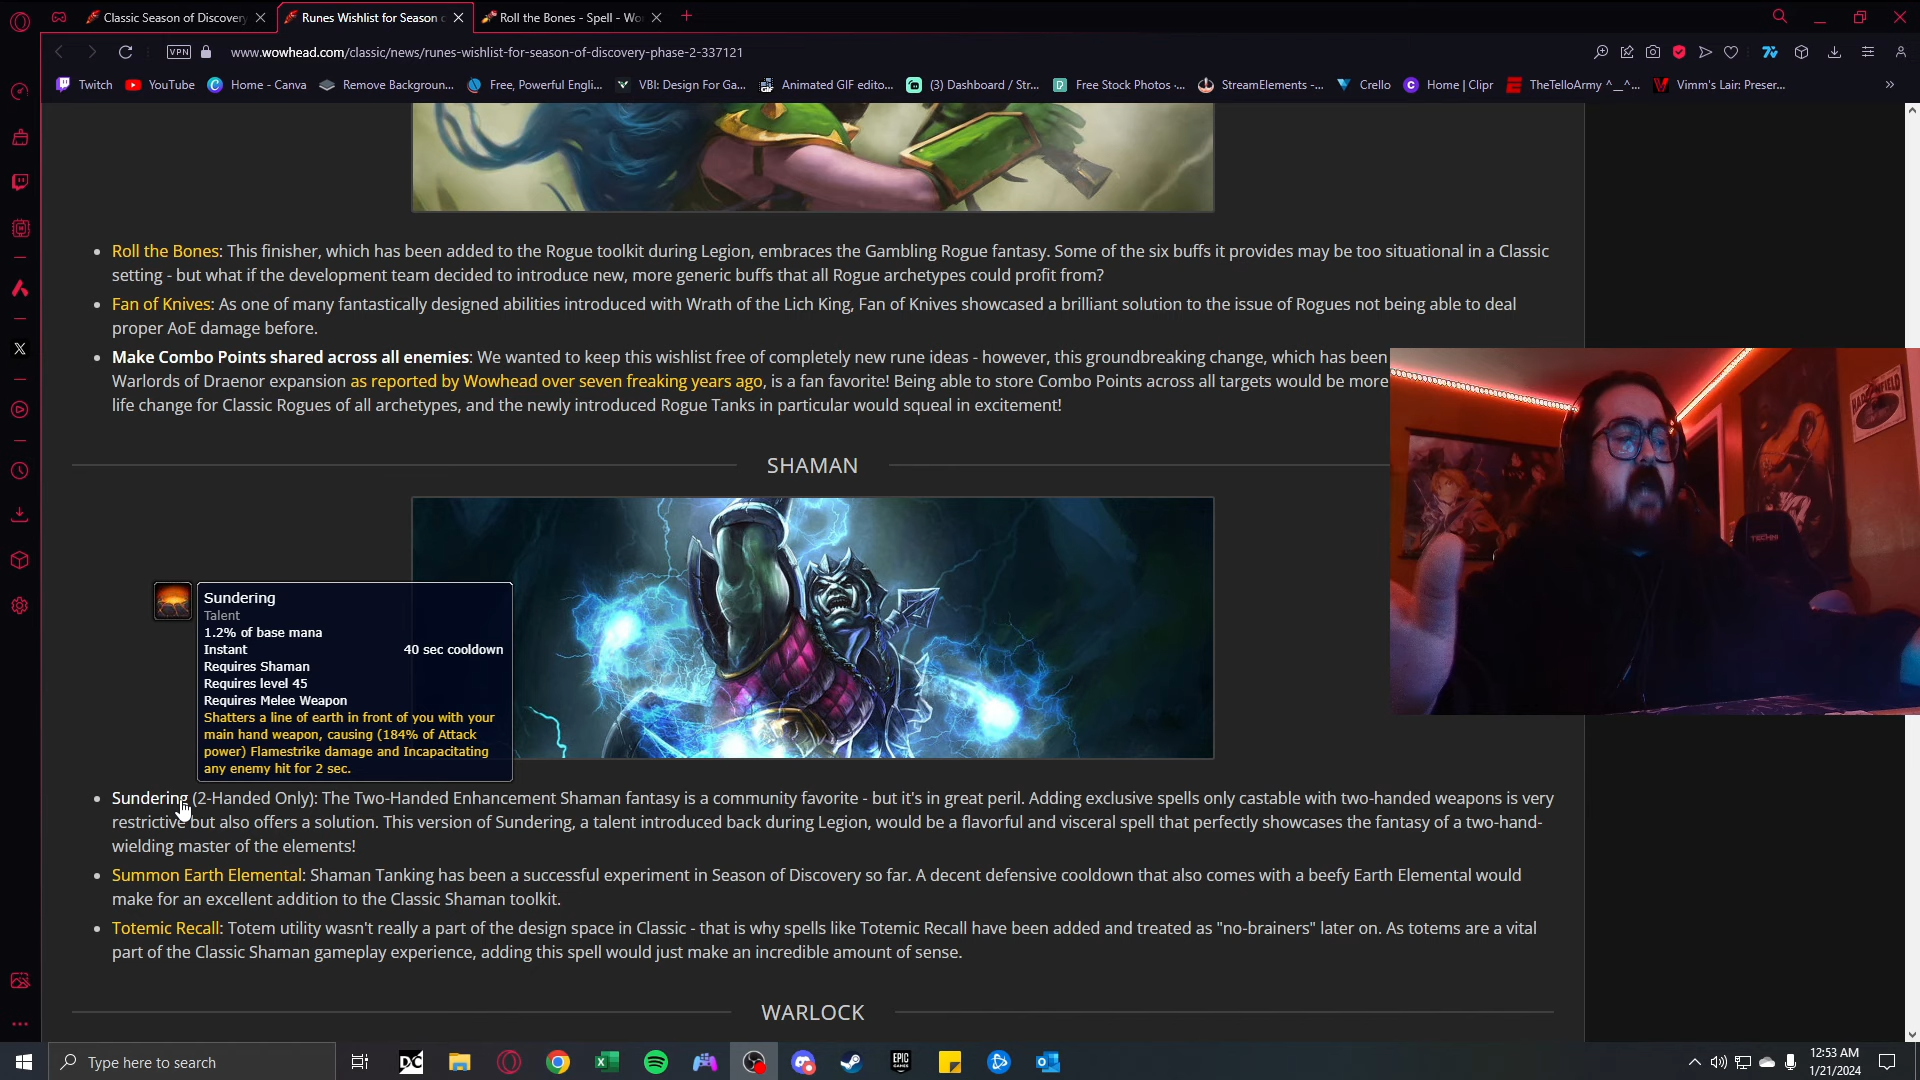 Classic Season of Discovery
Runes Wishlist for Season o
Roll the Bones - Spell - Wo
VPN
www.wowhead.com/classic/news/runes-wishlist-for-season-of-discovery-phase-2-337121
Twitch
YouTube
Home - Canva
Remove Backgroun...
Free, Powerful Engli...
VBI: Design For Ga...
Animated GIF edito...
(3) Dashboard / Str...
Free Stock Photos -...
StreamElements -...
Crello
Home | Clipr
TheTelloArmy ^__^...
Vimm's Lair: Preser...
Roll the Bones: This finisher, which has been added to the Rogue toolkit during Legion, embraces the Gambling Rogue fantasy. Some of the six buffs it provides may be too situational in a Classic
setting - but what if the development team decided to introduce new, more generic buffs that all Rogue archetypes could profit from?
Fan of Knives: As one of many fantastically designed abilities introduced with Wrath of the Lich King, Fan of Knives showcased a brilliant solution to the issue of Rogues not being able to deal
proper AoE damage before.
Make Combo Points shared across all enemies: We wanted to keep this wishlist free of completely new rune ideas - however, this groundbreaking change, which has been
Warlords of Draenor expansion as reported by Wowhead over seven freaking years ago, is a fan favorite! Being able to store Combo Points across all targets would be more
life change for Classic Rogues of all archetypes, and the newly introduced Rogue Tanks in particular would squeal in excitement!
SHAMAN
Sundering
Talent
1.2% of base mana
Instant 40 sec cooldown
Requires Shaman
Requires level 45
Requires Melee Weapon
Shatters a line of earth in front of you with your
main hand weapon, causing (184% of Attack
power) Flamestrike damage and Incapacitating
any enemy hit for 2 sec.
Sundering (2-Handed Only): The Two-Handed Enhancement Shaman fantasy is a community favorite - but it's in great peril. Adding exclusive spells only castable with two-handed weapons is very
restrictive but also offers a solution. This version of Sundering, a talent introduced back during Legion, would be a flavorful and visceral spell that perfectly showcases the fantasy of a two-hand-
wielding master of the elements!
Summon Earth Elemental: Shaman Tanking has been a successful experiment in Season of Discovery so far. A decent defensive cooldown that also comes with a beefy Earth Elemental would
make for an excellent addition to the Classic Shaman toolkit.
Totemic Recall: Totem utility wasn't really a part of the design space in Classic - that is why spells like Totemic Recall have been added and treated as "no-brainers" later on. As totems are a vital
part of the Classic Shaman gameplay experience, adding this spell would just make an incredible amount of sense.
WARLOCK
Type here to search
DC
EPIC
GAMES
12:53 AM
1/21/2024